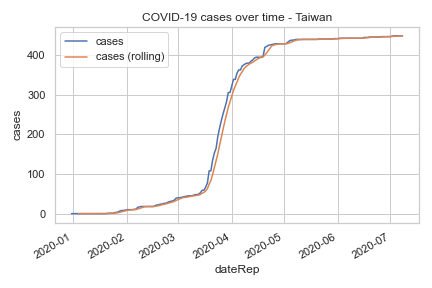 COVID-19 cases over time - Taiwan
cases
cases (rolling)
400
300
200
100
0
cases
2020-01
2020-02
2020-03
2020-04
2020-05
2020-06
2020-07
dateRep